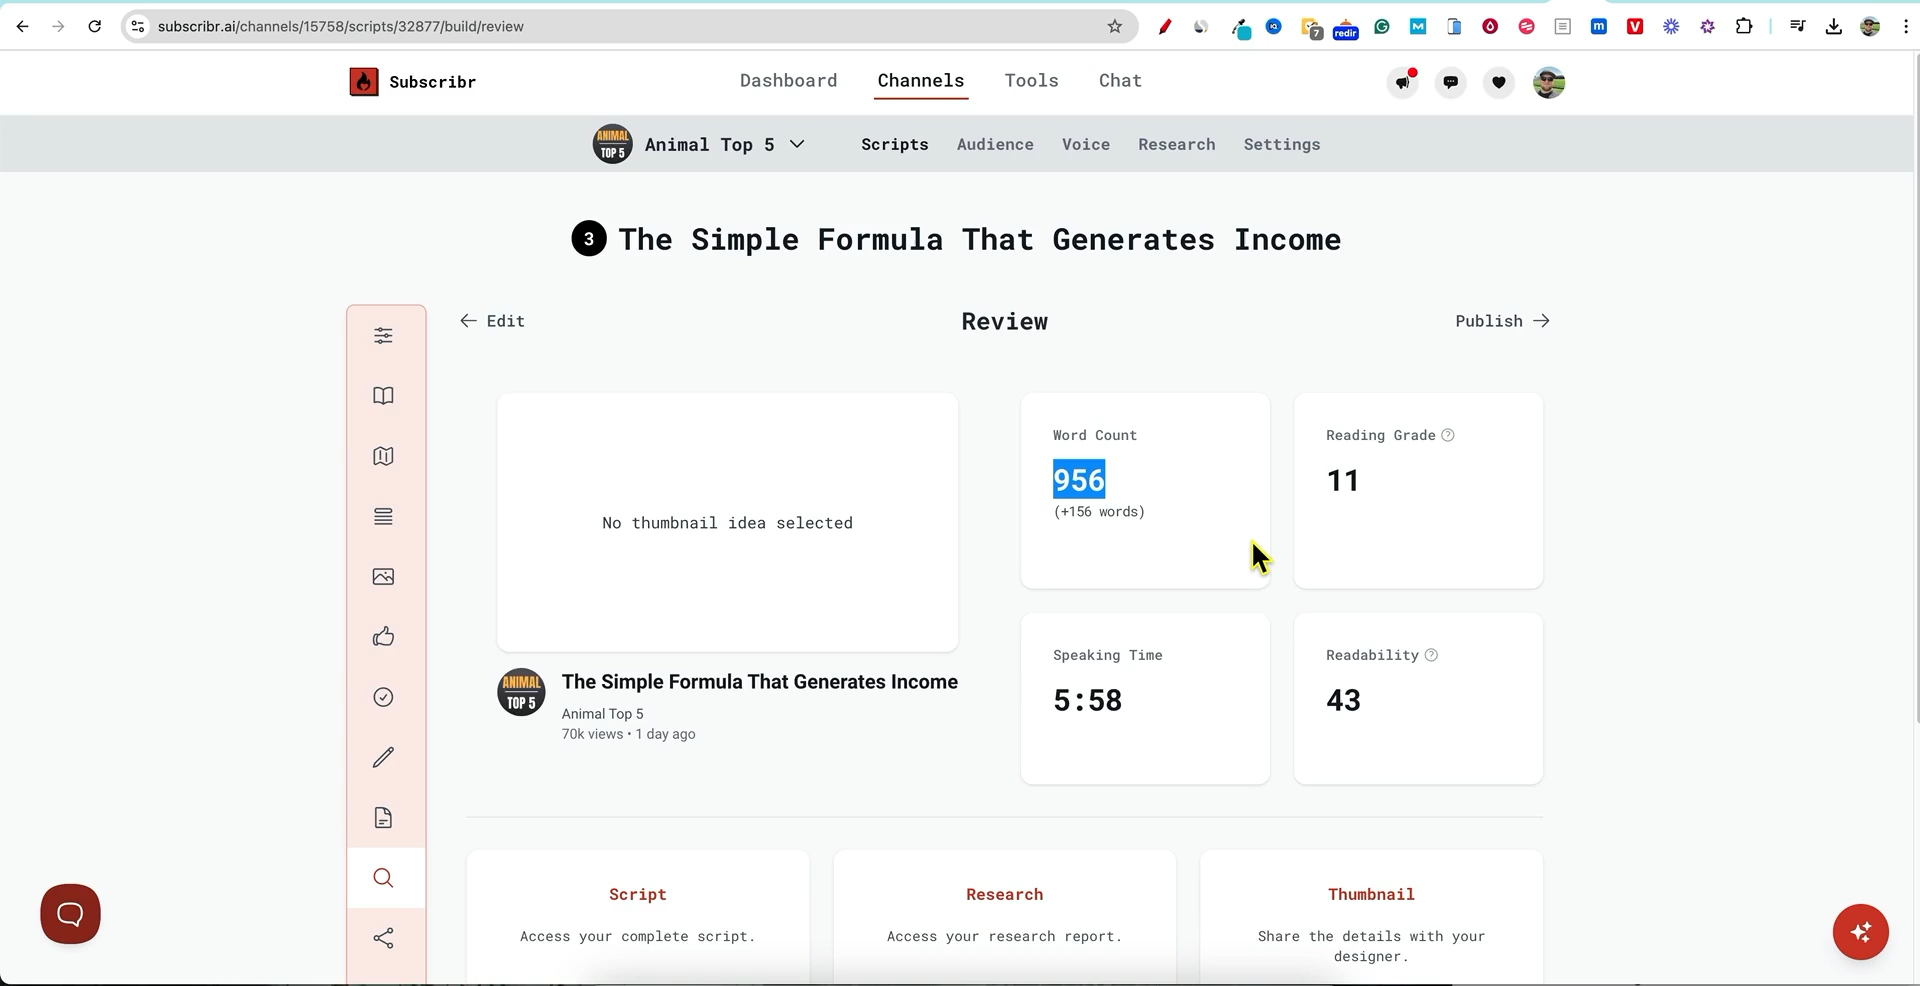 subscribr.ai/channels/15758/scripts/32877/build/review
7
redir
Subscribr
Dashboard
Channels
Tools
Chat
ANIMAL
TOP 5
Animal Top 5
Scripts
Audience
Voice
Research
Settings
3
The Simple Formula That Generates Income
Edit
Review
Publish
No thumbnail idea selected
Word Count
956
(+156 words)
Reading Grade
11
Speaking Time
5:58
Readability
43
ANIMAL
TOP 5
The Simple Formula That Generates Income
Animal Top 5
70k views • 1 day ago
Script
Access your complete script.
Research
Access your research report.
Thumbnail
Share the details with your
designer.